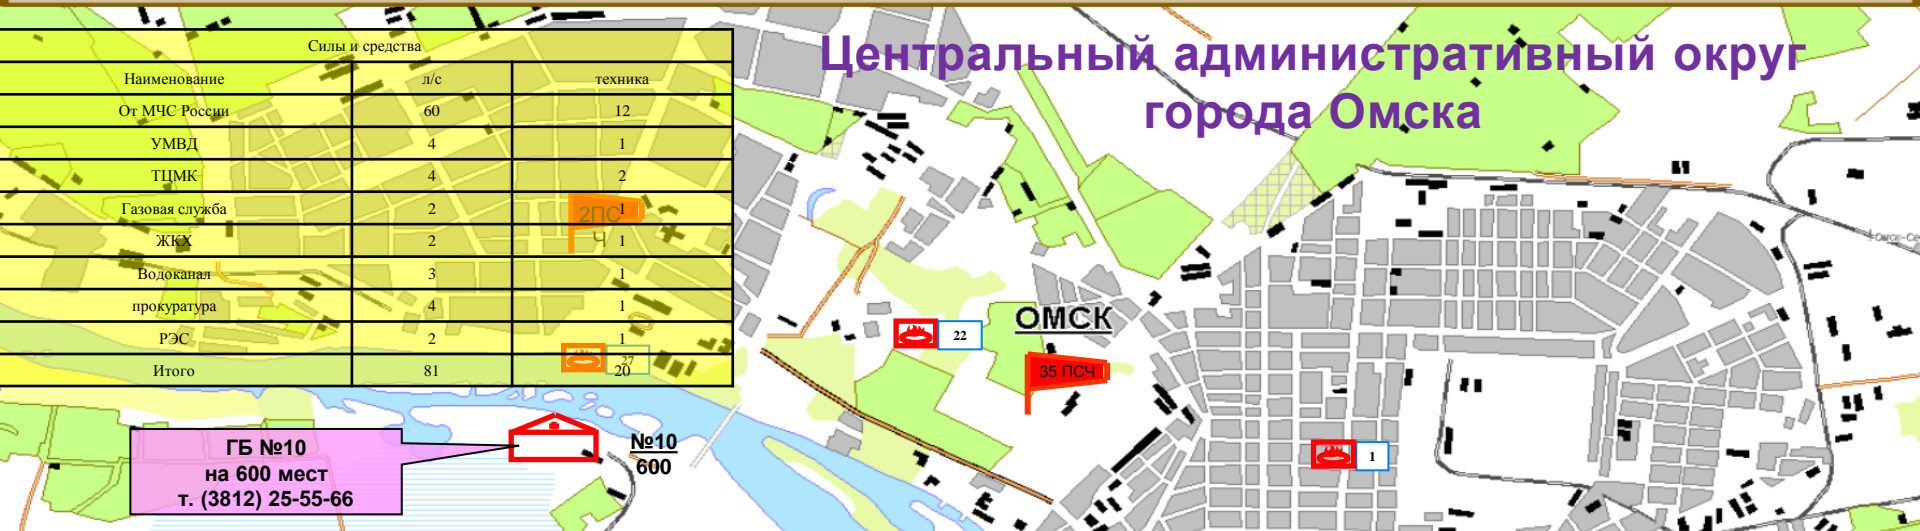 Центральный административный округ
города Омска
Силы и средства
Наименование л/с техника
От МЧС России 60 12
УМВД 4 1
ТЦМК 4 2
Газовая служба 2 1
ЖКХ 2 1
Водоканал 3 1
прокуратура 4 1
РЭС 2 1
Итого 81 20
2ПС
Ч
27
22
ОМСК
35 ПСЧ
1
ГБ №10
на 600 мест
т. (3812) 25-55-66
№10
600